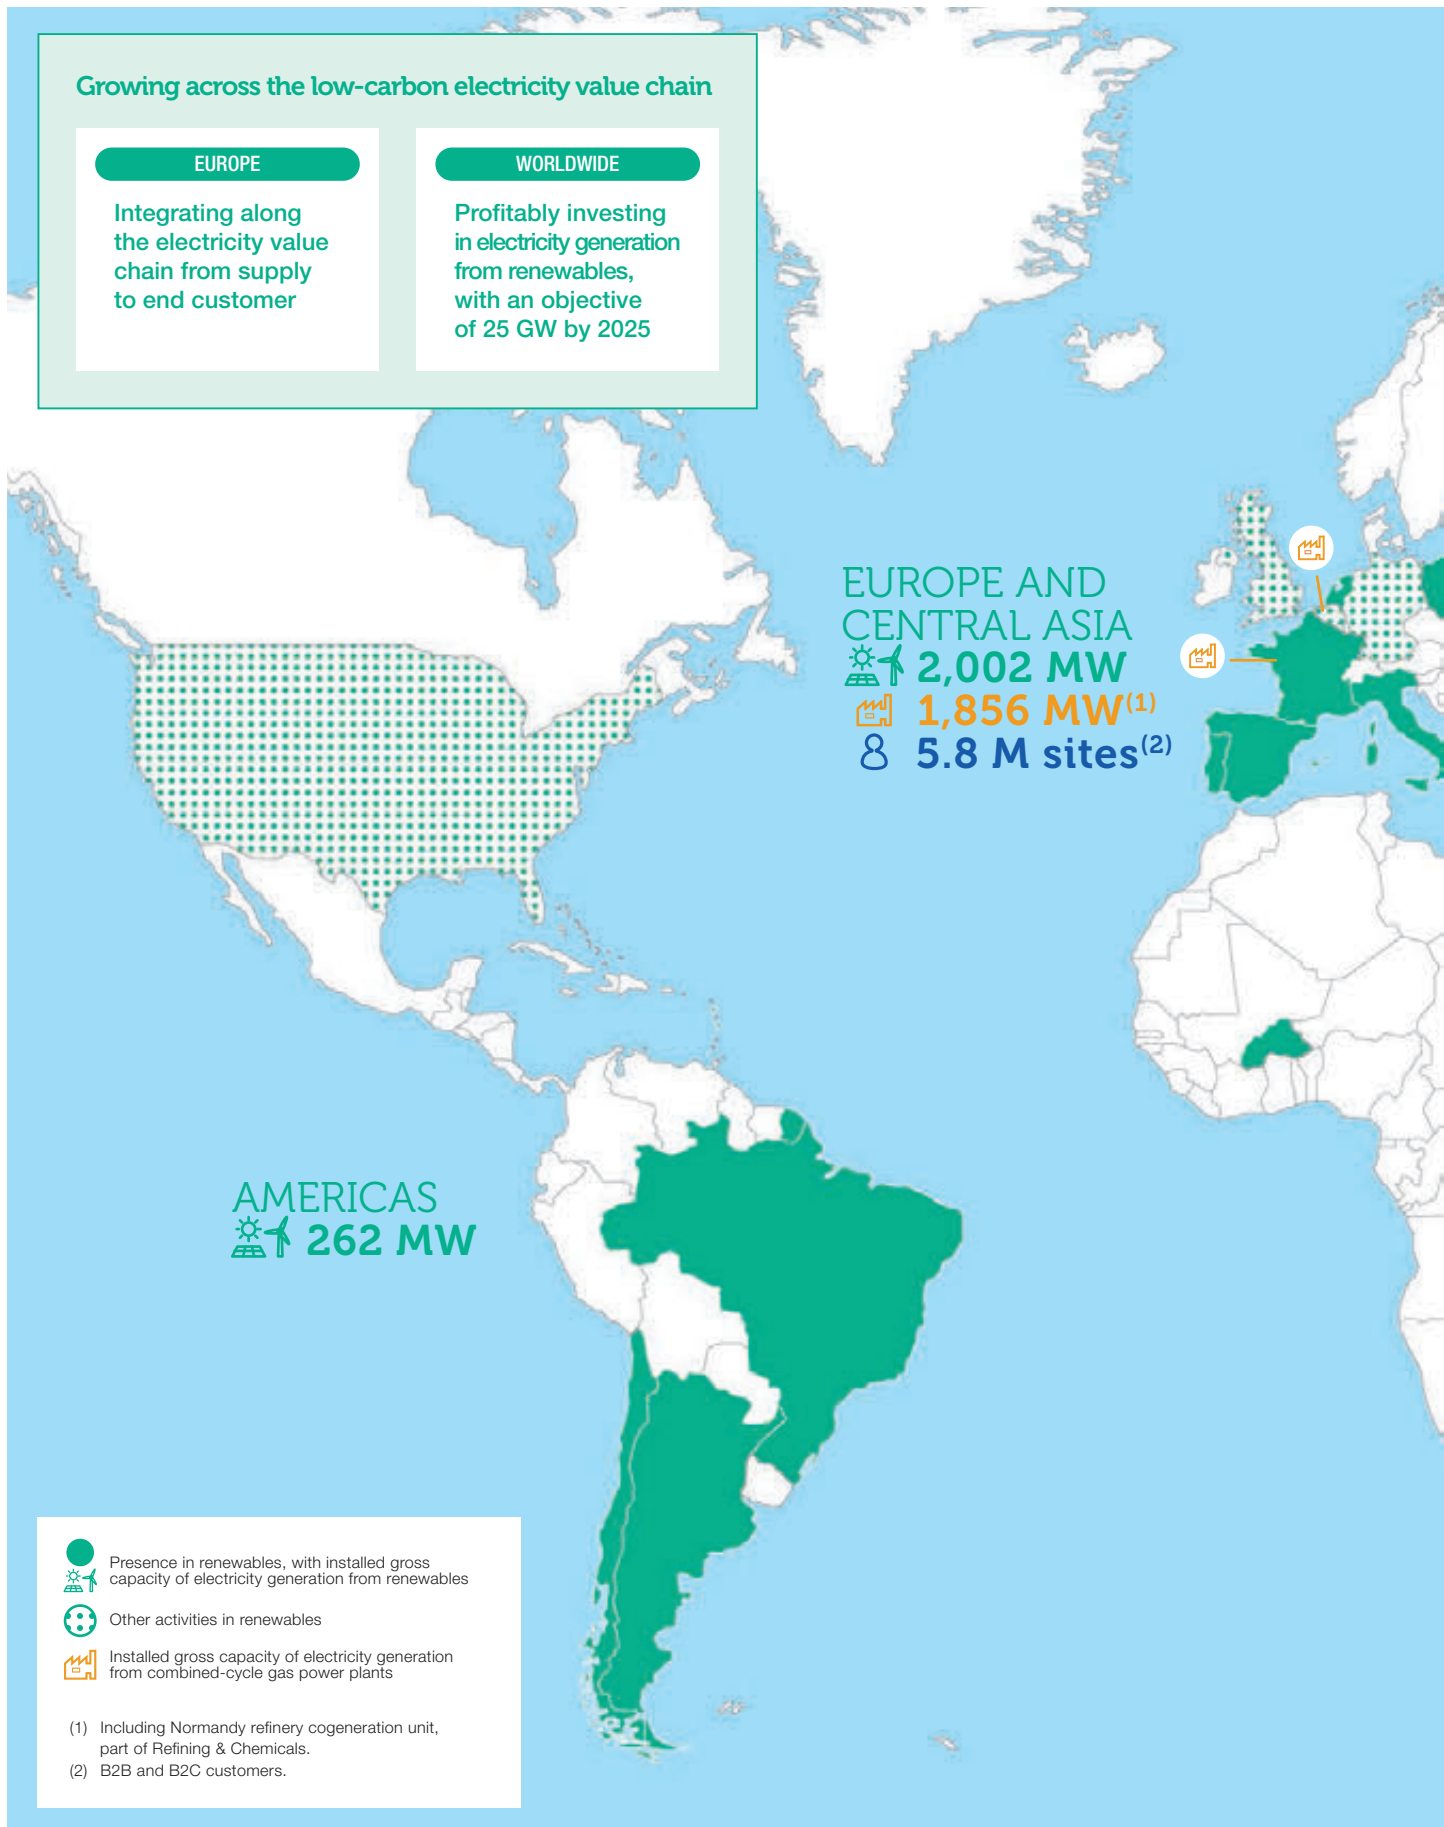 Growing across the low-carbon electricity value chain
EUROPE
Integrating along
the electricity value
chain from supply
to end customer
WORLDWIDE
Profitably investing
in electricity generation
from renewables,
with an objective
of 25 GW by 2025
EUROPE AND
CENTRAL ASIA
2,002 MW
1,856 MW(1)
5.8 M sites(2)
AMERICAS
262 MW
Presence in renewables, with installed gross
capacity of electricity generation from renewables
Other activities in renewables
Installed gross capacity of electricity generation
from combined-cycle gas power plants
(1) Including Normandy refinery cogeneration unit,
part of Refining & Chemicals.
(2) B2B and B2C customers.